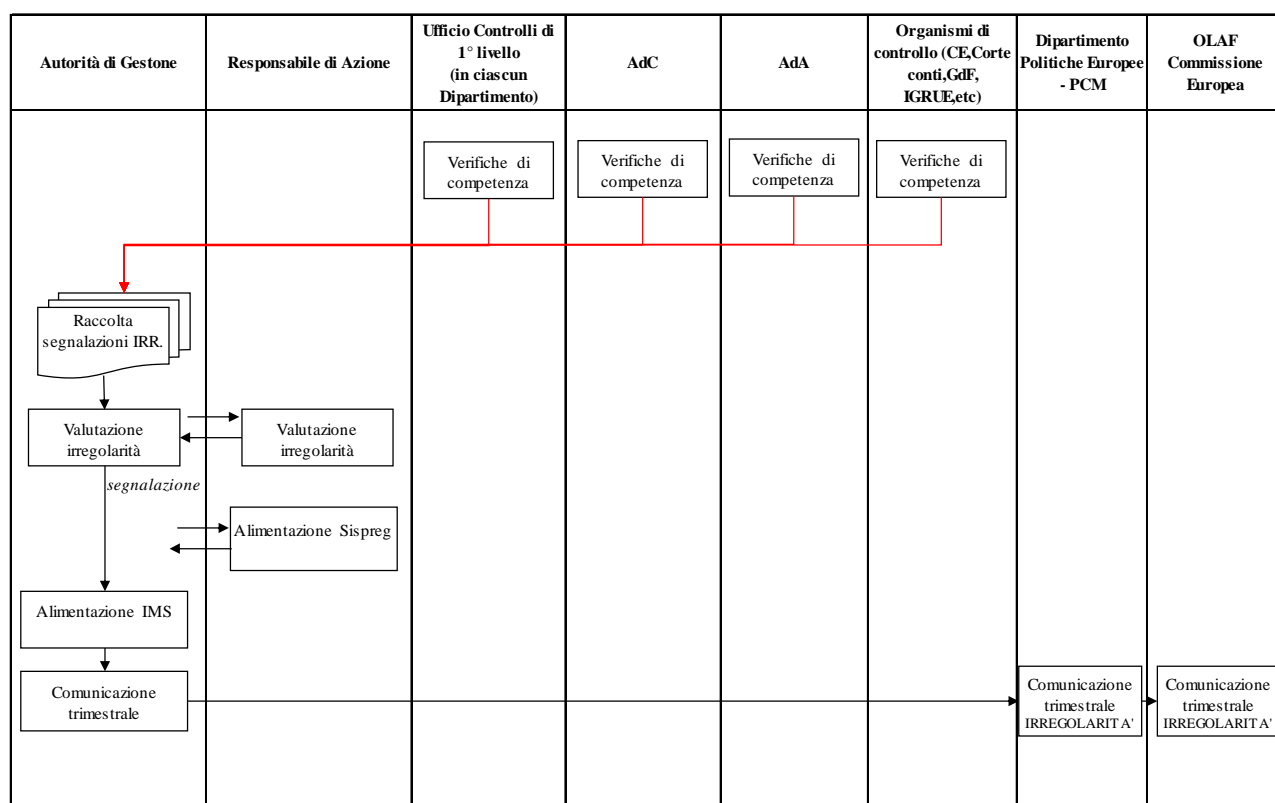 Autorità di Gestone
Responsabile di Azione
Ufficio Controlli di
1° livello
(in ciascun
Dipartimento)
AdC
AdA
Organismi di
controllo (CE,Corte
conti,GdF,
IGRUE,etc)
Dipartimento
Politiche Europee
- PCM
OLAF
Commissione
Europea
Verifiche di
competenza
Verifiche di
competenza
Verifiche di
competenza
Verifiche di
competenza
Raccolta
segnalazioni IRR.
Valutazione
irregolarità
Valutazione
irregolarità
segnalazione
Alimentazione Sispreg
Alimentazione IMS
Comunicazione
trimestrale
Comunicazione
trimestrale
IRREGOLARITA'
Comunicazione
trimestrale
IRREGOLARITA'